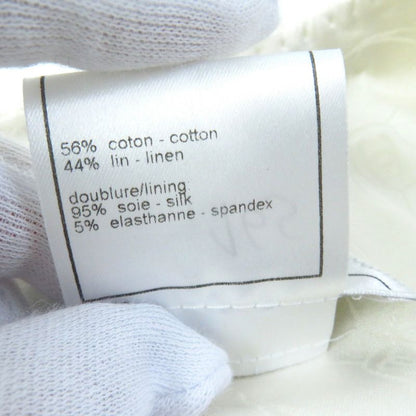 56% coton - cotton
44% lin - linen
doublure/lining
95% soie - silk
5% elasthanne - spandex